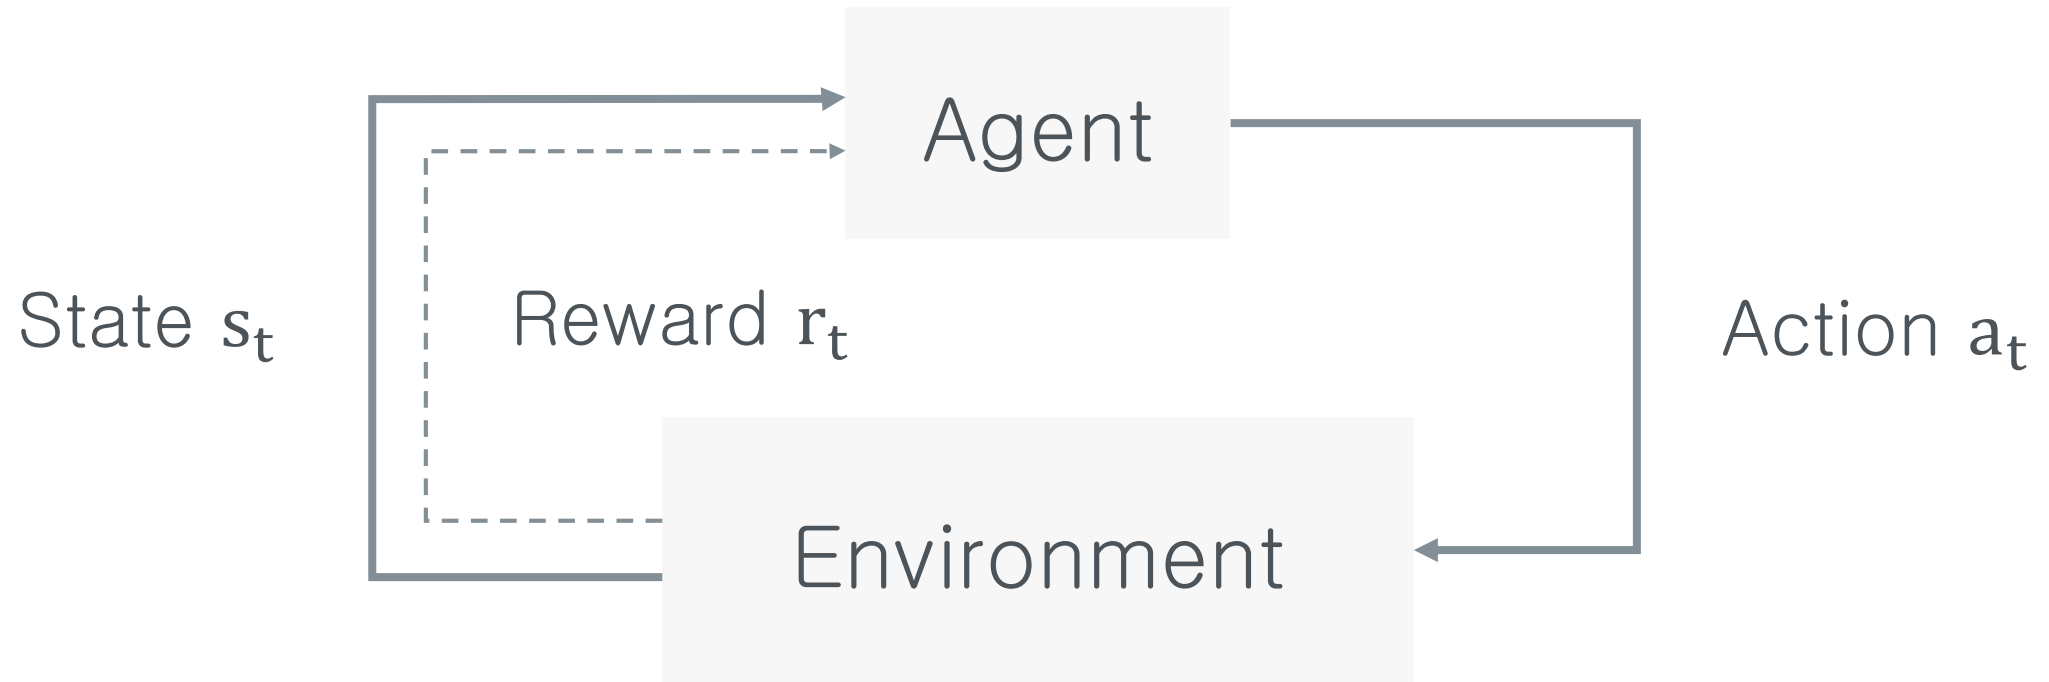 Agent
State sₜ
Reward rₜ
Action aₜ
Environment